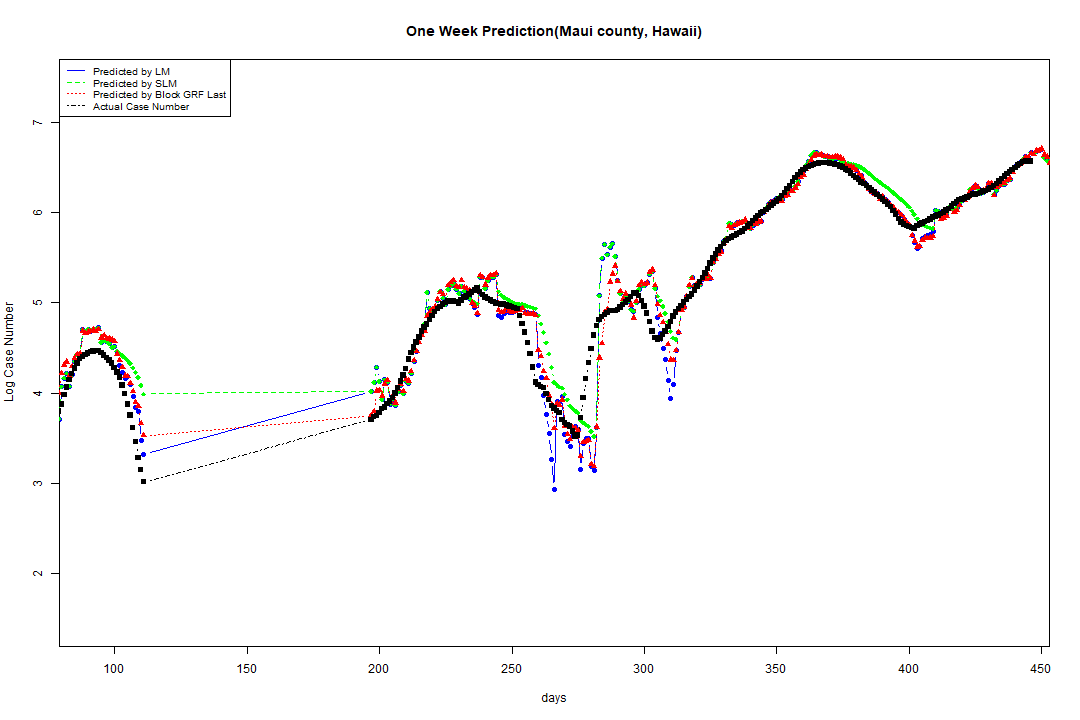 One Week Prediction(Maui county, Hawaii)
Predicted by LM
Predicted by SLM
Predicted by Block GRF Last
Actual Case Number
Log Case Number
7
6
5
4
3
2
100 150 200 250 300 350 400 450
days